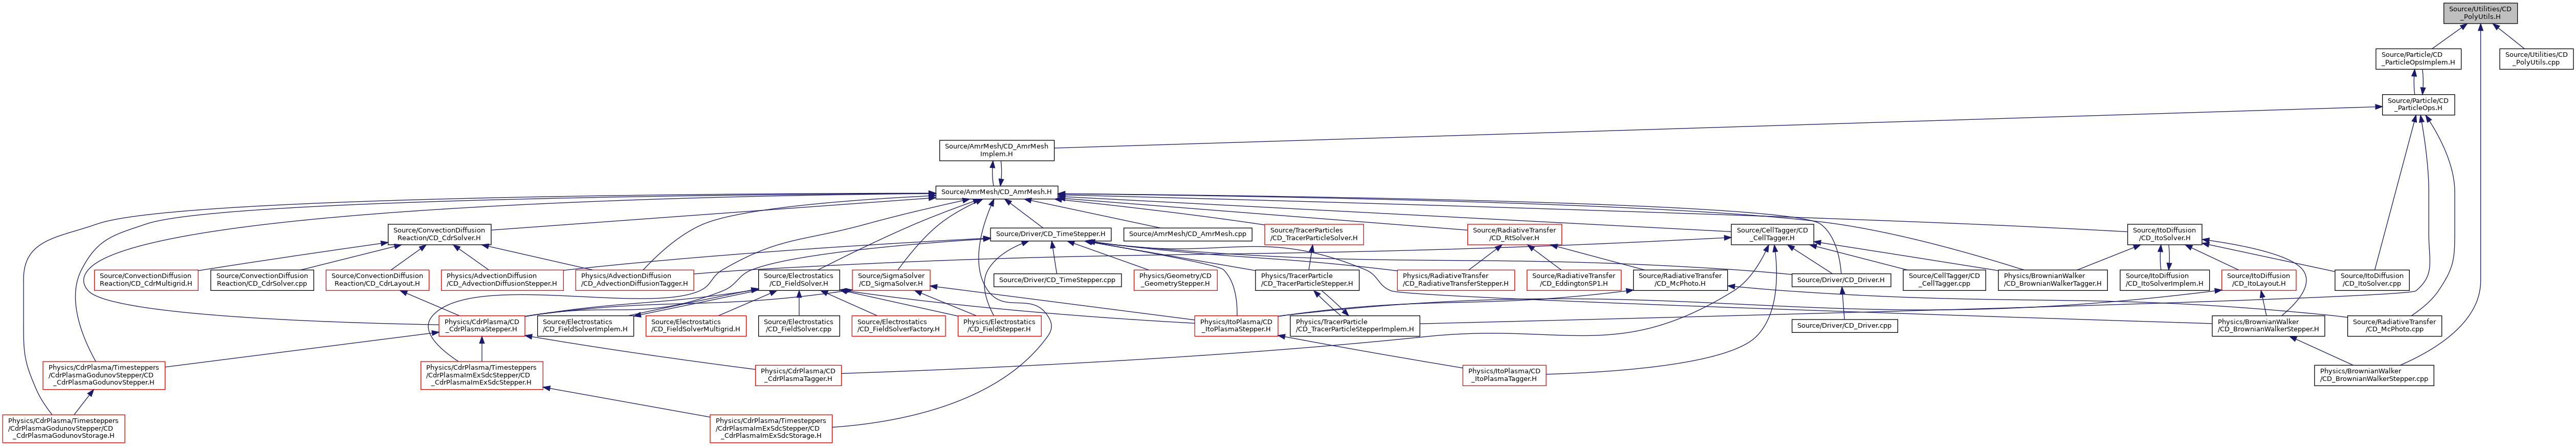 Source/Utilities/CD
_PolyUtils.H
Source/Particle/CD
_ParticleOpsImplem.H
Source/Utilities/CD
_PolyUtils.cpp
Source/Particle/CD
_ParticleOps.H
Source/AmrMesh/CD_AmrMesh
Implem.H
Source/AmrMesh/CD_AmrMesh.H
Source/ConvectionDiffusion
Reaction/CD_CdrSolver.H
Source/Driver/CD_TimeStepper.H
Source/AmrMesh/CD_AmrMesh.cpp
Source/TracerParticles
/CD_TracerParticleSolver.H
Source/RadiativeTransfer
/CD_RtSolver.H
Source/CellTagger/CD
_CellTagger.H
Source/ItoDiffusion
/CD_ItoSolver.H
Source/ConvectionDiffusion
Reaction/CD_CdrMultigrid.H
Source/ConvectionDiffusion
Reaction/CD_CdrSolver.cpp
Source/ConvectionDiffusion
Reaction/CD_CdrLayout.H
Physics/AdvectionDiffusion
/CD_AdvectionDiffusionStepper.H
Physics/AdvectionDiffusion
/CD_AdvectionDiffusionTagger.H
Source/Electrostatics
/CD_FieldSolver.H
Source/SigmaSolver
/CD_SigmaSolver.H
Source/Driver/CD_TimeStepper.cpp
Physics/Geometry/CD
_GeometryStepper.H
Physics/TracerParticle
/CD_TracerParticleStepper.H
Physics/RadiativeTransfer
/CD_RadiativeTransferStepper.H
Source/RadiativeTransfer
/CD_EddingtonSP1.H
Source/RadiativeTransfer
/CD_McPhoto.H
Source/Driver/CD_Driver.H
Source/CellTagger/CD
_CellTagger.cpp
Physics/BrownianWalker
/CD_BrownianWalkerTagger.H
Source/ItoDiffusion
/CD_ItoSolverImplem.H
Source/ItoDiffusion
/CD_ItoLayout.H
Source/ItoDiffusion
/CD_ItoSolver.cpp
Physics/CdrPlasma/CD
_CdrPlasmaStepper.H
Source/Electrostatics
/CD_FieldSolverImplem.H
Source/Electrostatics
/CD_FieldSolverMultigrid.H
Source/Electrostatics
/CD_FieldSolver.cpp
Source/Electrostatics
/CD_FieldSolverFactory.H
Physics/Electrostatics
/CD_FieldStepper.H
Physics/ItoPlasma/CD
_ItoPlasmaStepper.H
Physics/TracerParticle
/CD_TracerParticleStepperImplem.H
Source/Driver/CD_Driver.cpp
Physics/BrownianWalker
/CD_BrownianWalkerStepper.H
Source/RadiativeTransfer
/CD_McPhoto.cpp
Physics/CdrPlasma/Timesteppers
/CdrPlasmaGodunovStepper/CD
_CdrPlasmaGodunovStepper.H
Physics/CdrPlasma/Timesteppers
/CdrPlasmaImExSdcStepper/CD
_CdrPlasmaImExSdcStepper.H
Physics/CdrPlasma/CD
_CdrPlasmaTagger.H
Physics/ItoPlasma/CD
_ItoPlasmaTagger.H
Physics/BrownianWalker
/CD_BrownianWalkerStepper.cpp
Physics/CdrPlasma/Timesteppers
/CdrPlasmaGodunovStepper/CD
_CdrPlasmaGodunovStorage.H
Physics/CdrPlasma/Timesteppers
/CdrPlasmaImExSdcStepper/CD
_CdrPlasmaImExSdcStorage.H